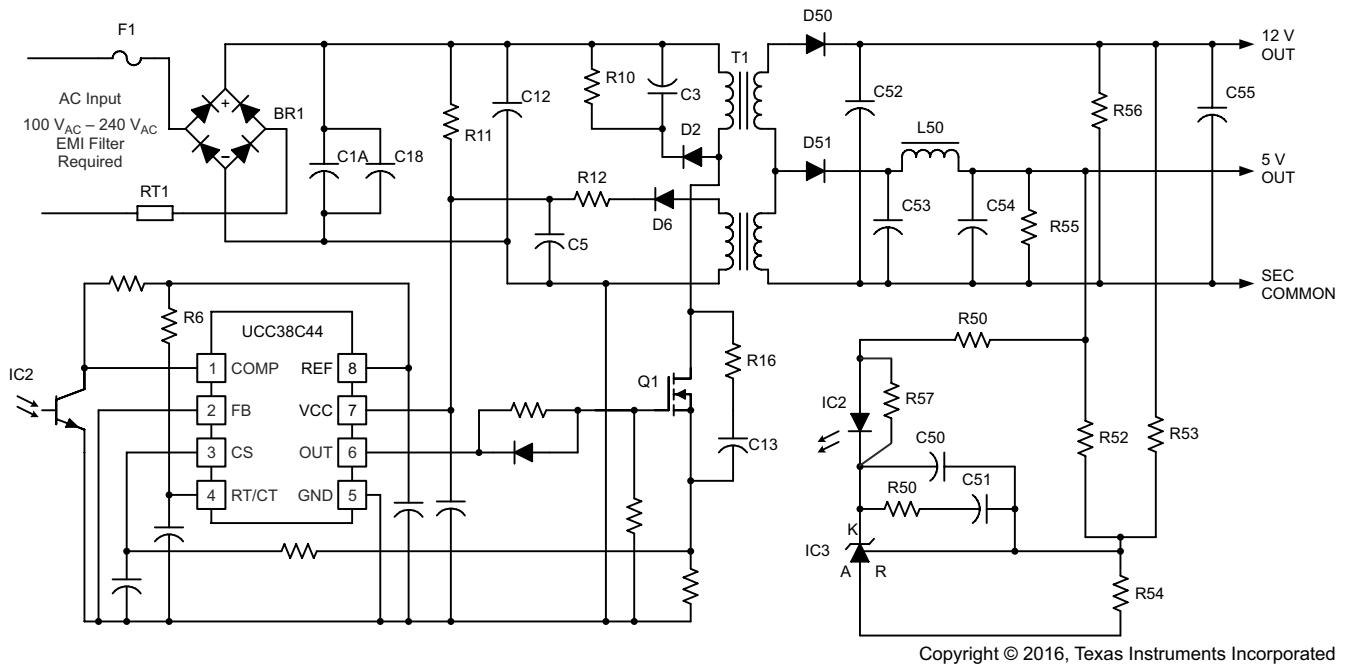 F1
AC Input
100 VAC – 240 VAC
EMI Filter
Required
RT1
+
–
BR1
C1A
C18
R11
C12
R10
C3
D2
T1
R12
D6
C5
D50
D51
C52
L50
C53
C54
R55
R56
C55
12 V
OUT
5 V
OUT
SEC
COMMON
R6
UCC38C44
IC2
1 COMP
2 FB
3 CS
4 RT/CT
REF 8
VCC 7
OUT 6
GND 5
Q1
R16
C13
R50
IC2
R57
C50
R50
C51
K
IC3
A
R
R52
R53
R54
Copyright © 2016, Texas Instruments Incorporated